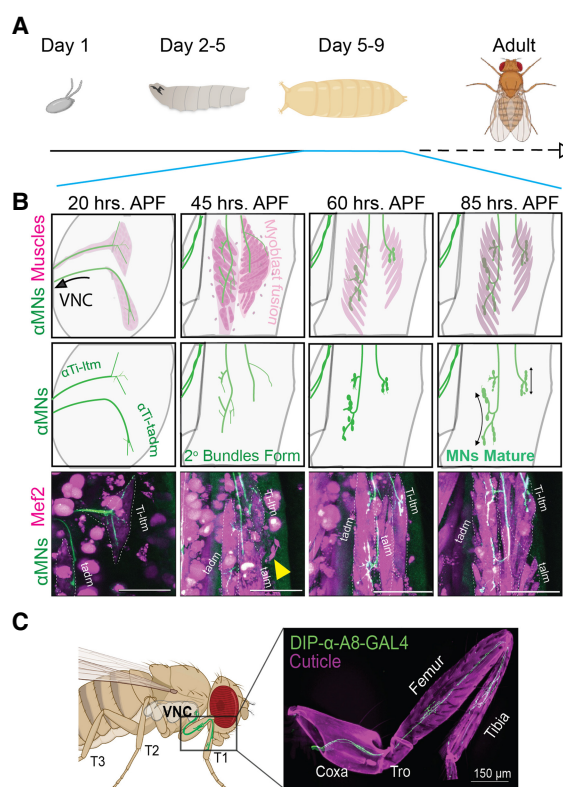 A
Day 1
Day 2-5
Day 5-9
Adult
B
20 hrs. APF
45 hrs. APF
60 hrs. APF
85 hrs. APF
αMNs Muscles
VNC
Myoblast fusion
αMNs
αTi-ltm
αTi-tadm
2° Bundles Form
MNs Mature
αMNs Mef2
tadm
Ti-ltm
tadm
talm
Ti-ltm
tadm
talm
Ti-ltm
tadm
talm
Ti-ltm
C
VNC
T3
T2
T1
DIP-α-A8-GAL4
Cuticle
Femur
Tibia
Coxa
Tro
150 µm